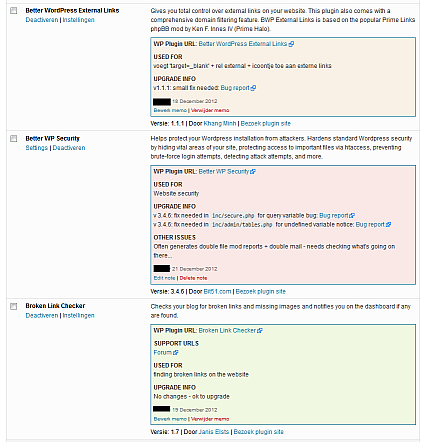 Better WordPress External Links
Deactiveren | Instellingen
Gives you total control over external links on your website. This plugin also comes with a
comprehensive domain filtering feature. BWP External Links is based on the popular Prime Links
phpBB mod by Ken F. Innes IV (Prime Halo).
WP Plugin URL: Better WordPress External Links
USED FOR
voegt 'target=_blank' + rel external + icoontje toe aan externe links
UPGRADE INFO
v1.1.1: small fix needed: Bug report
18 December 2012
Bewerk memo | Verwijder memo
Versie: 1.1.1 | Door Khang Minh | Bezoek plugin site
Better WP Security
Settings | Deactiveren
Helps protect your Wordpress installation from attackers. Hardens standard Wordpress security
by hiding vital areas of your site, protecting access to important files via htaccess, preventing
brute-force login attempts, detecting attack attempts, and more.
WP Plugin URL: Better WP Security
USED FOR
Website security
UPGRADE INFO
v 3.4.6: fix needed in inc/secure.php for query variable bug: Bug report
v 3.4.6: fix needed in inc/admin/tables.php for undefined variable notice: Bug report
OTHER ISSUES
Often generates double file mod reports + double mail - needs checking what's going on
there...
21 December 2012
Edit note | Delete note
Versie: 3.4.6 | Door Bit51.com | Bezoek plugin site
Broken Link Checker
Deactiveren | Instellingen
Checks your blog for broken links and missing images and notifies you on the dashboard if any
are found.
WP Plugin URL: Broken Link Checker
SUPPORT URLS
Forum
USED FOR
finding broken links on the website
UPGRADE INFO
No changes - ok to upgrade
19 December 2012
Bewerk memo | Verwijder memo
Versie: 1.7 | Door Janis Elsts | Bezoek plugin site